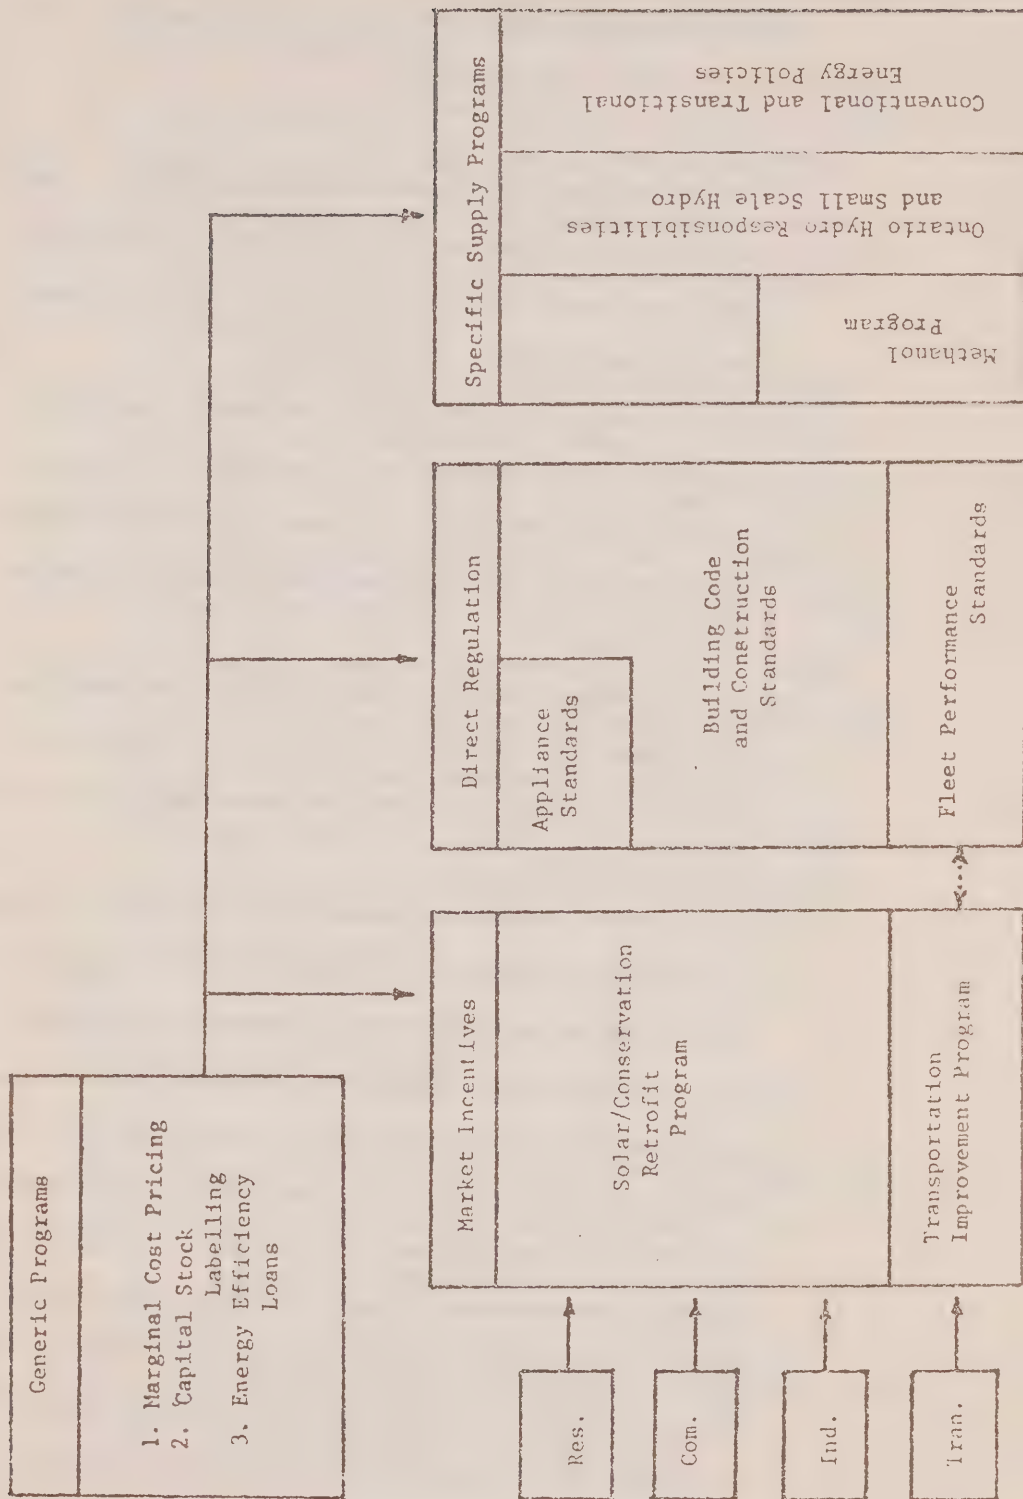 Generic Programs
1. Marginal Cost Pricing
2. Capital Stock
Labelling
3. Energy Efficiency
Loans
Res.
Com.
Ind.
Tran.
Market Incentives
Solar/Conservation
Retrofit
Program
Transportation
Improvement Program
Direct Regulation
Appliance
Standards
Building Code
and Construction
Standards
Fleet Performance
Standards
Specific Supply Programs
Methanol
Program
Ontario Hydro Responsibilities
and Small Scale Hydro
Conventional and Transitional
Energy Policies